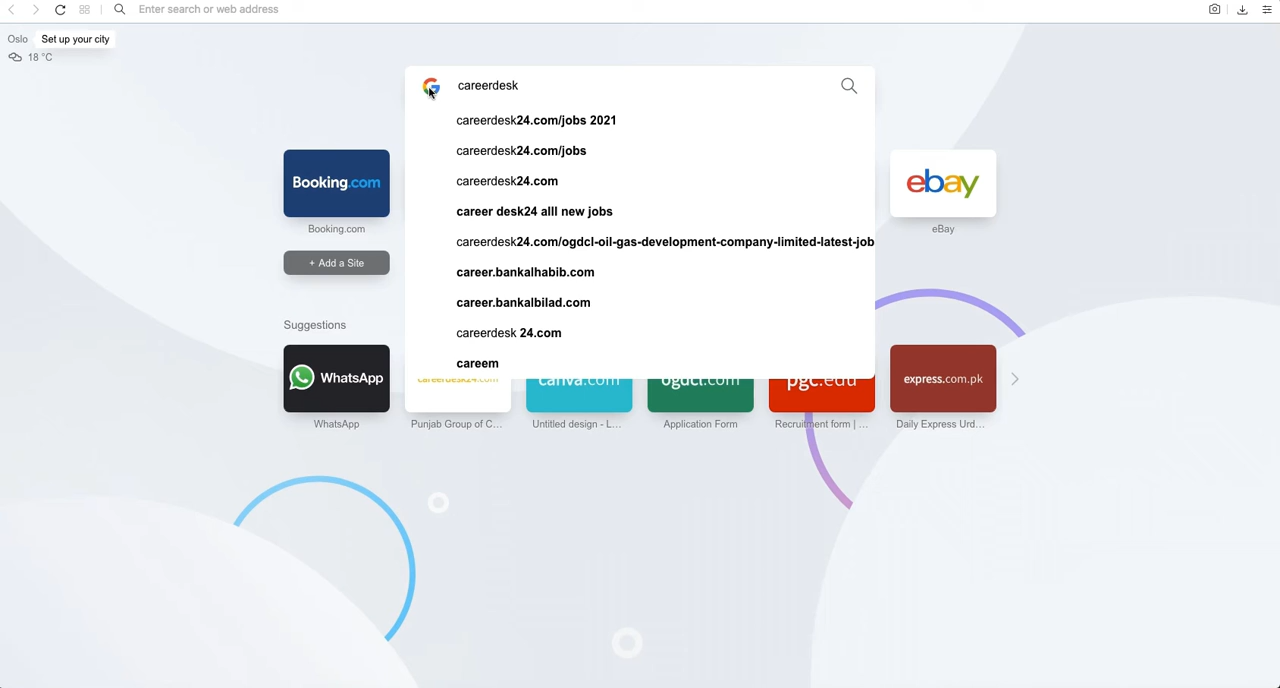 Enter search or web address
Oslo Set up your city
18 °C
careerdesk
careerdesk24.com/jobs 2021
careerdesk24.com/jobs
careerdesk24.com
career desk24 alll new jobs
careerdesk24.com/ogdcl-oil-gas-development-company-limited-latest-job
career.bankalhabib.com
career.bankalbilad.com
careerdesk 24.com
careem
Booking.com
ebay
Booking.com
eBay
+ Add a Site
Suggestions
WhatsApp
careerdesk24.com
canva.com
ogdcl.com
pgc.edu
express.com.pk
WhatsApp
Punjab Group of C...
Untitled design - L...
Application Form
Recruitment form | ...
Daily Express Urd...